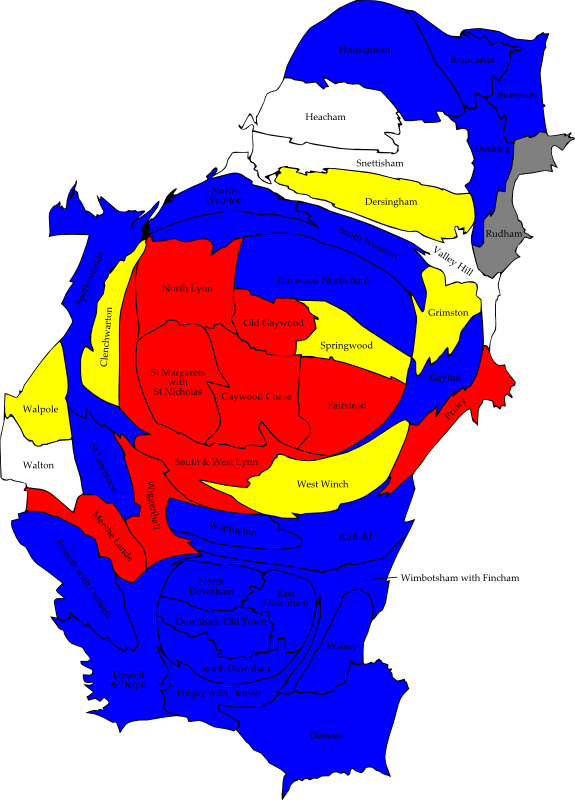 Hunstanton
Brancaster
Burnham
Heacham
Docking
Snettisham
North
Wootton
Dersingham
Rudham
South Wootton
Valley Hill
Spellowfields
Gaywood North Bank
North Lynn
Grimston
Clenchwarton
Old Gaywood
Springwood
St Margarets
with
St Nicholas
Gayton
Gaywood Chase
Fairstead
Walpole
Priory
Walton
St Lawrence
South & West Lynn
West Winch
Wiggenhall
Mershe Lande
Watlington
Airfield
Emneth with Outwell
Wimbotsham with Fincham
North
Downham
East
Downham
Downham Old Town
Wissey
South Downham
Upwell
& Delph
Hilgay with Denver
Denton